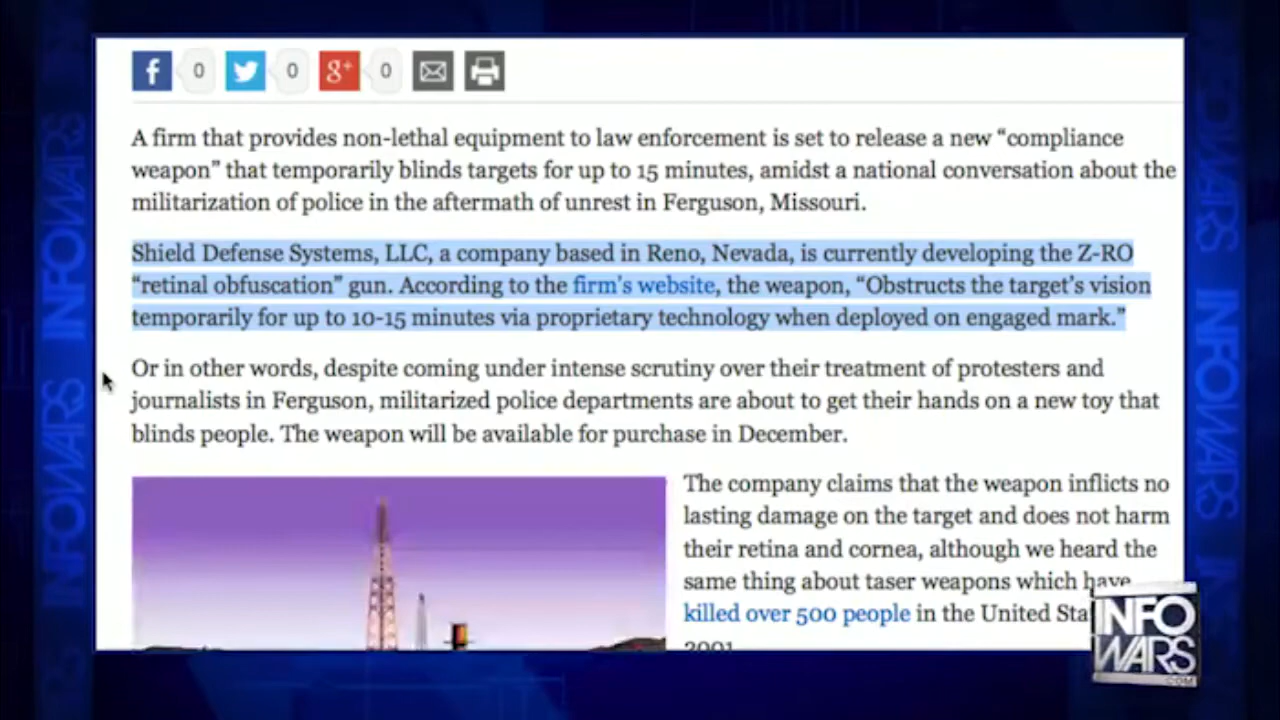 f 0 0 8+ 0
A firm that provides non-lethal equipment to law enforcement is set to release a new “compliance
weapon” that temporarily blinds targets for up to 15 minutes, amidst a national conversation about the
militarization of police in the aftermath of unrest in Ferguson, Missouri.
Shield Defense Systems, LLC, a company based in Reno, Nevada, is currently developing the Z-RO
“retinal obfuscation” gun. According to the firm’s website, the weapon, “Obstructs the target’s vision
temporarily for up to 10-15 minutes via proprietary technology when deployed on engaged mark.”
Or in other words, despite coming under intense scrutiny over their treatment of protesters and
journalists in Ferguson, militarized police departments are about to get their hands on a new toy that
blinds people. The weapon will be available for purchase in December.
The company claims that the weapon inflicts no
lasting damage on the target and does not harm
their retina and cornea, although we heard the
same thing about taser weapons which have
killed over 500 people in the United Sta
2001
INFO
WARS
.COM
INFOWARS
INFOWARS
INFOWARS
INFOWARS